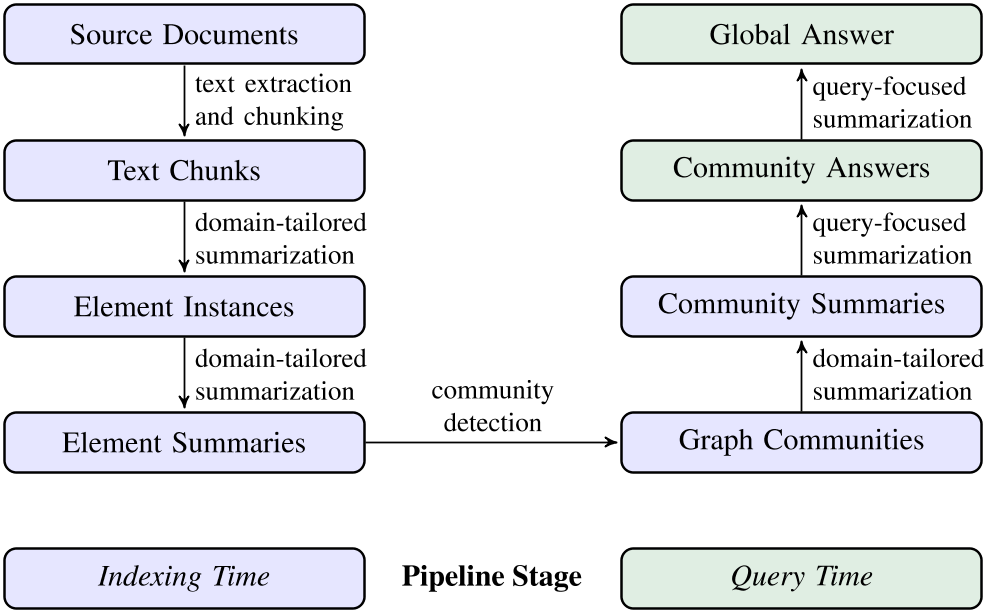 Source Documents
text extraction
and chunking
Text Chunks
domain-tailored
summarization
Element Instances
domain-tailored
summarization
Element Summaries
community
detection
Graph Communities
domain-tailored
summarization
Community Summaries
query-focused
summarization
Community Answers
query-focused
summarization
Global Answer
Indexing Time
Pipeline Stage
Query Time